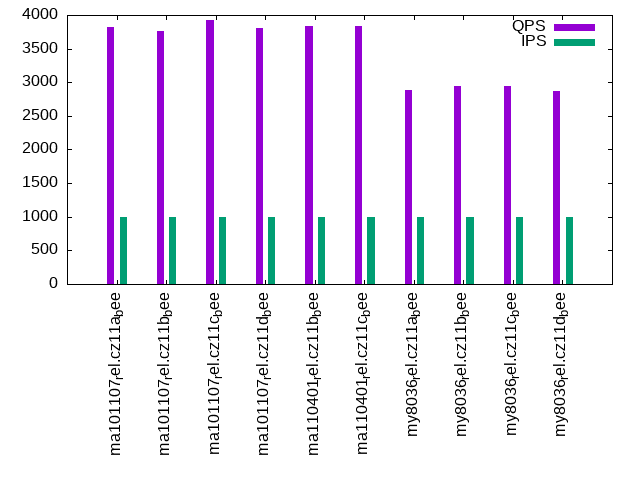 4000
3500
3000
2500
2000
1500
1000
500
0
QPS
IPS
ma101107rel.cz11abee
ma101107rel.cz11bbee
ma101107rel.cz11cbee
ma101107rel.cz11dbee
ma110401rel.cz11bbee
ma110401rel.cz11cbee
my8036rel.cz11abee
my8036rel.cz11bbee
my8036rel.cz11cbee
my8036rel.cz11dbee